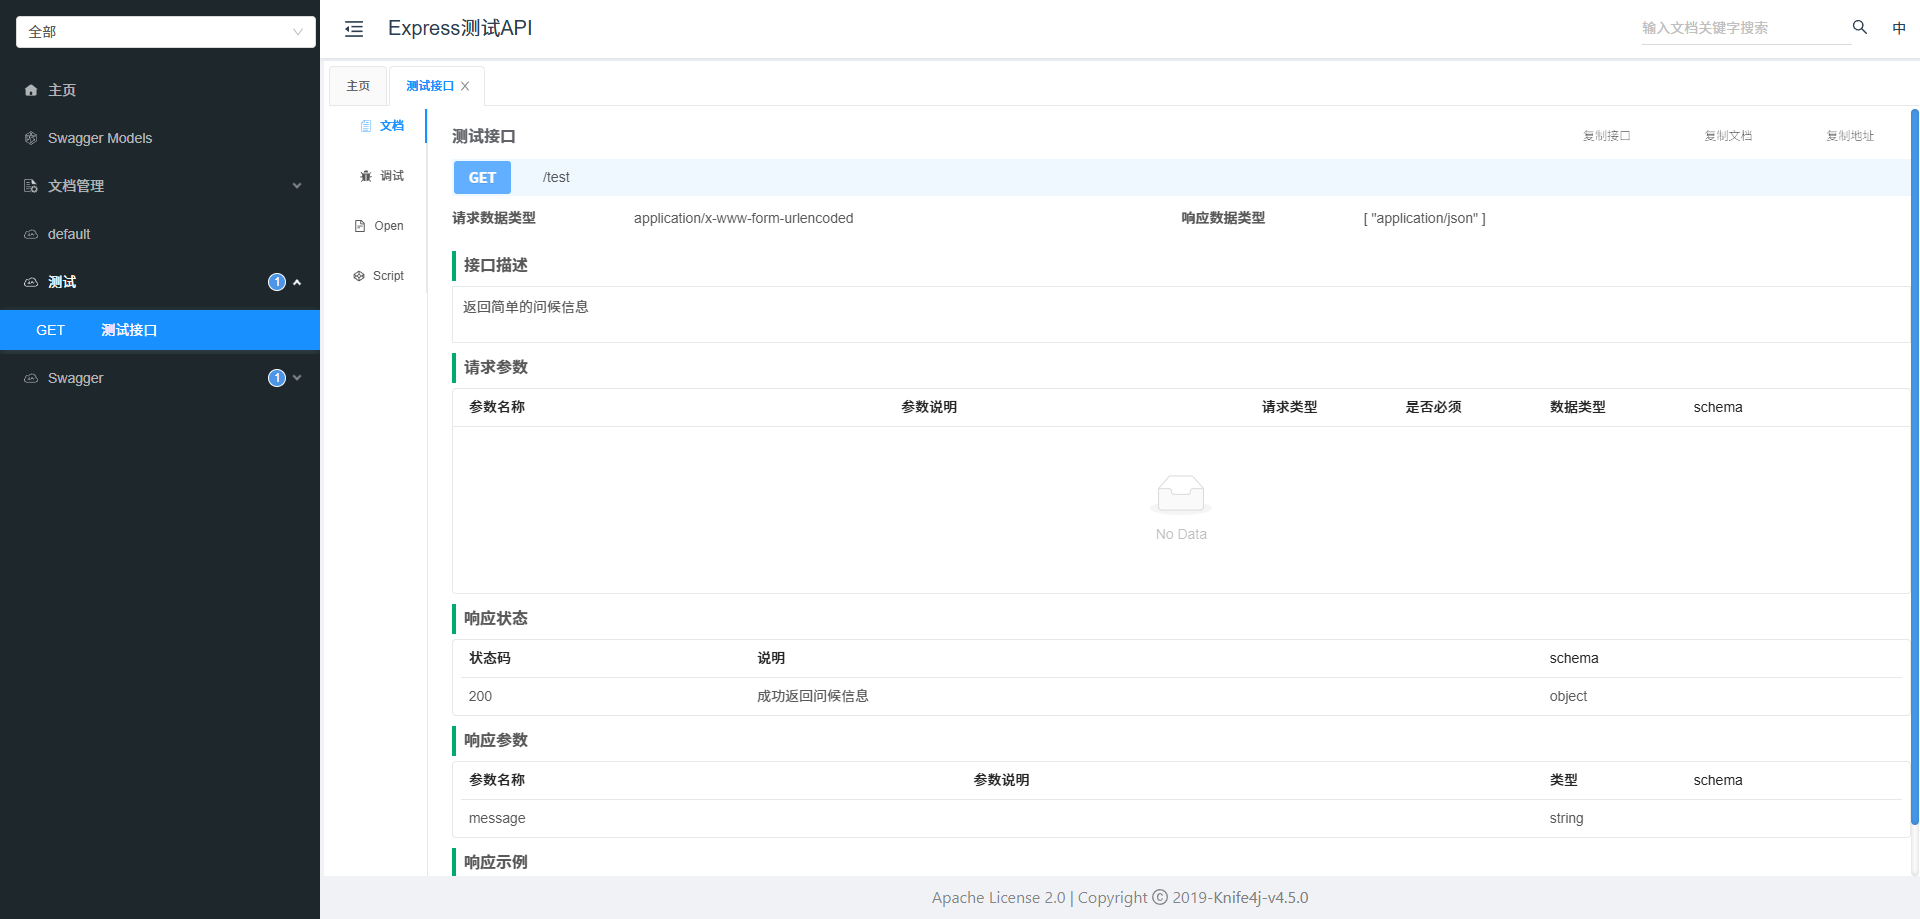 全部
主页
Swagger Models
文档管理
default
测试 1
GET 测试接口
Swagger 1
Express测试API
输入文档关键字搜索
中
主页 测试接口
文档
调试
Open
Script
测试接口 复制接口 复制文档 复制地址
GET /test
请求数据类型 application/x-www-form-urlencoded 响应数据类型 [ "application/json" ]
接口描述
返回简单的问候信息
请求参数
参数名称 参数说明 请求类型 是否必须 数据类型 schema
No Data
响应状态
状态码 说明 schema
200 成功返回问候信息 object
响应参数
参数名称 参数说明 类型 schema
message string
响应示例
Apache License 2.0 | Copyright © 2019-Knife4j-v4.5.0